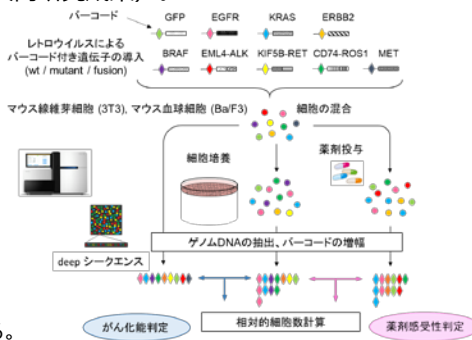 バーコード
GFP EGFR KRAS ERBB2
レトロウイルスによる
バーコード付き遺伝子の導入
(wt / mutant / fusion)
BRAF EML4-ALK KIF5B-RET CD74-ROS1 MET
マウス線維芽細胞 (3T3), マウス血球細胞 (Ba/F3)
細胞の混合
細胞培養
薬剤投与
ゲノムDNAの抽出、バーコードの増幅
deep シークエンス
がん化能判定
相対的細胞数計算
薬剤感受性判定
。